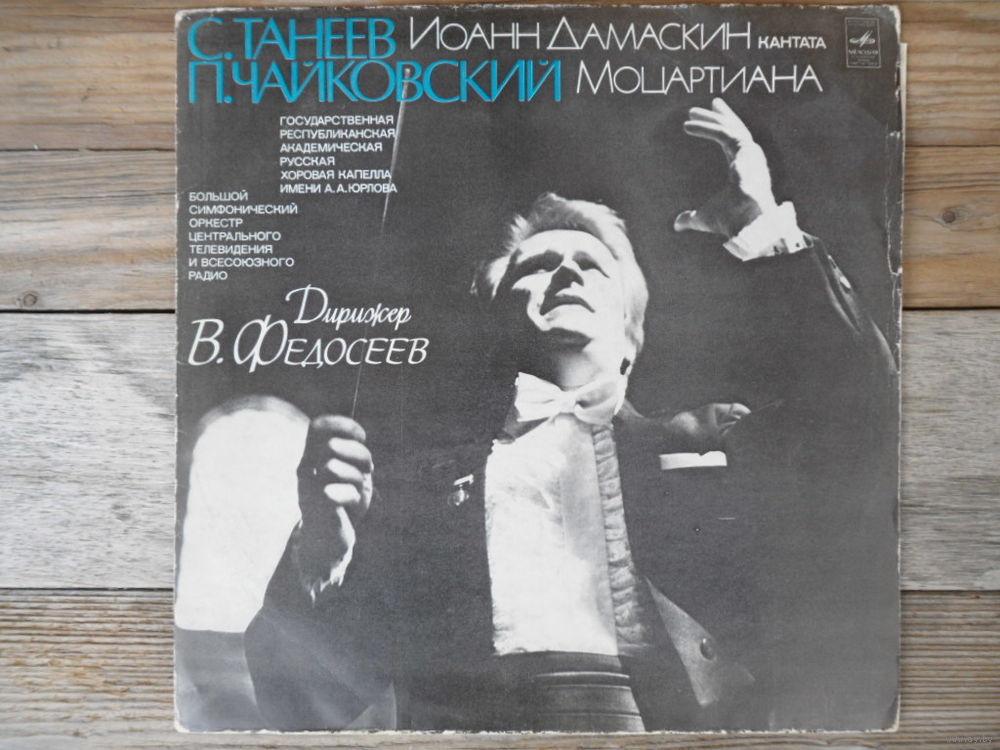 С. ТАНЕЕВ ИОАНН ДАМАСКИН КАНТАТА
П. ЧАЙКОВСКИЙ МОЦАРТИАНА
МЕЛОДИЯ
ГОСУДАРСТВЕННАЯ
РЕСПУБЛИКАНСКАЯ
АКАДЕМИЧЕСКАЯ
РУССКАЯ
ХОРОВАЯ КАПЕЛЛА
ИМЕНИ А. А. ЮРЛОВА
БОЛЬШОЙ
СИМФОНИЧЕСКИЙ
ОРКЕСТР
ЦЕНТРАЛЬНОГО
ТЕЛЕВИДЕНИЯ
И ВСЕСОЮЗНОГО
РАДИО
Дирижер
В. ФЕДОСЕЕВ